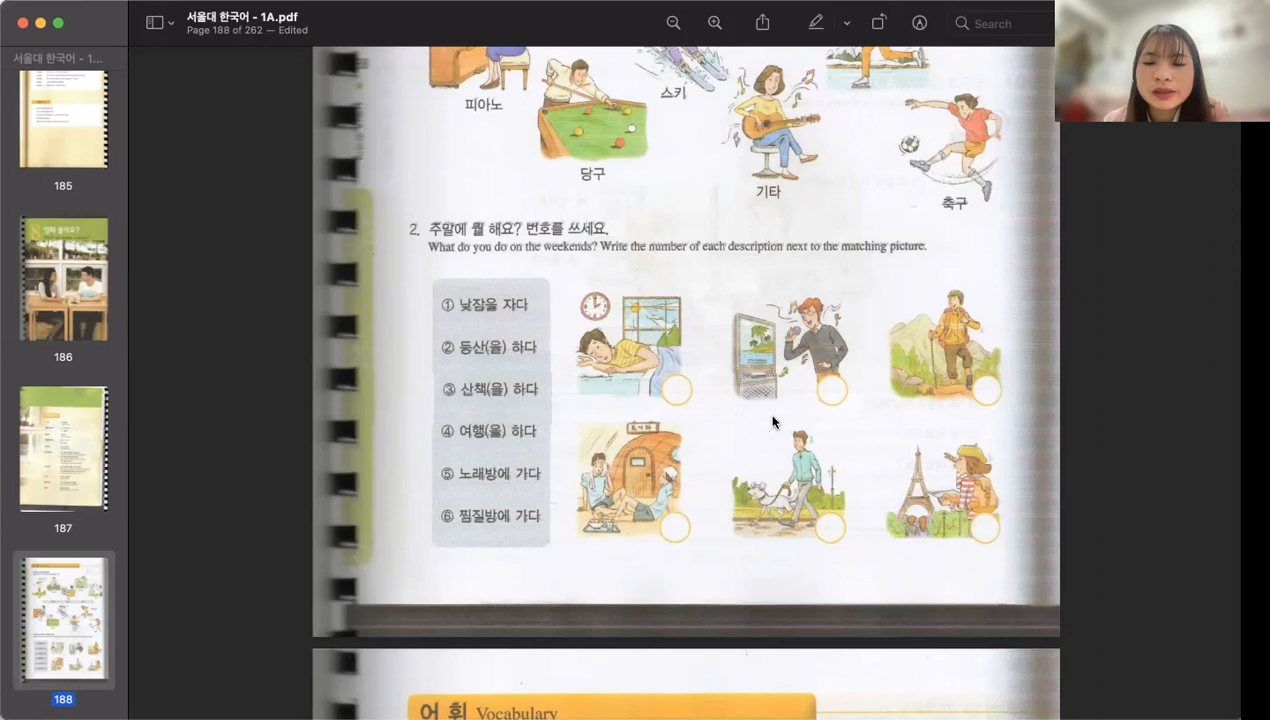 서울대 한국어 - 1A.pdf
Page 188 of 262 — Edited
Search
서울대 한국어 - 1...
185
186
187
188
피아노
스키
당구
기타
축구
2. 주말에 뭘 해요? 번호를 쓰세요.
What do you do on the weekends? Write the number of each description next to the matching picture.
① 낮잠을 자다
② 등산(을) 하다
③ 산책(을) 하다
④ 여행(을) 하다
⑤ 노래방에 가다
⑥ 찜질방에 가다
어 휘 Vocabulary